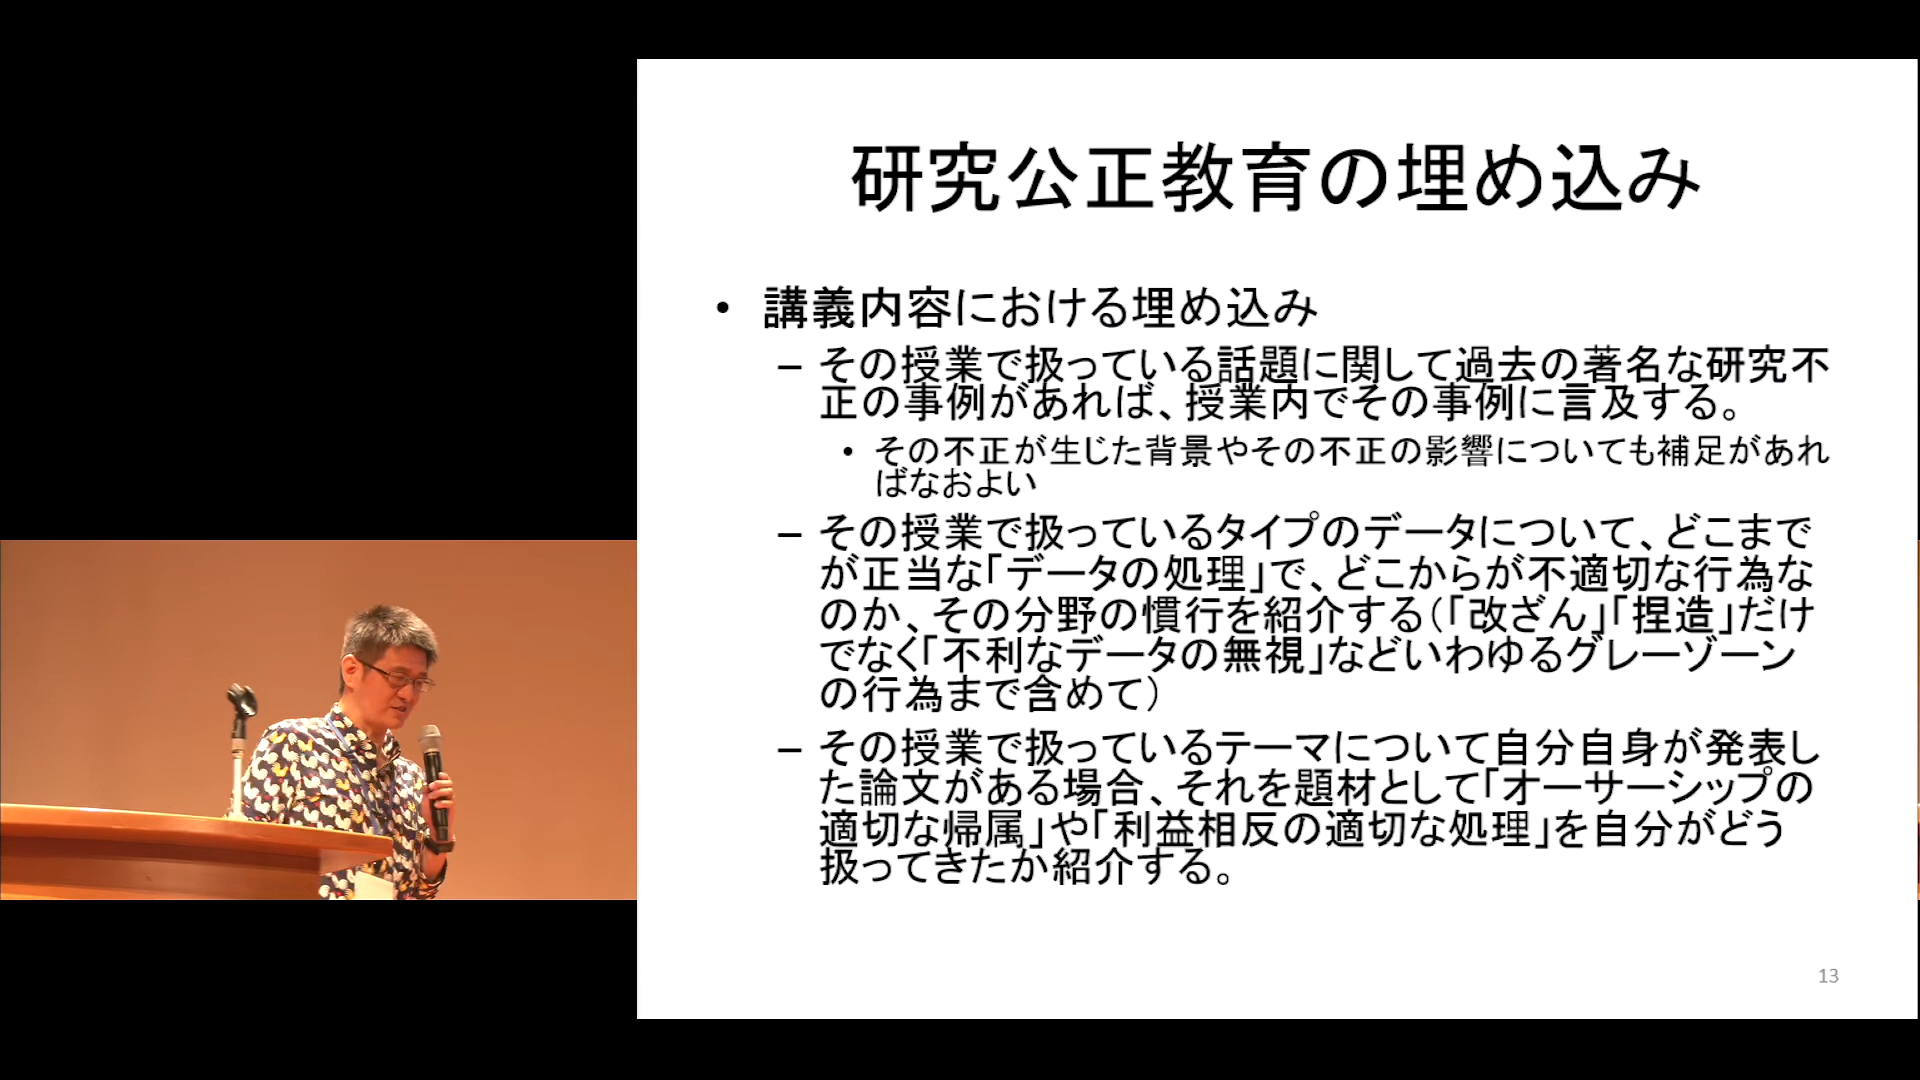 研究公正教育の埋め込み
• 講義内容における埋め込み
– その授業で扱っている話題に関して過去の著名な研究不
正の事例があれば、授業内でその事例に言及する。
• その不正が生じた背景やその不正の影響についても補足があれ
ばなおよい
– その授業で扱っているタイプのデータについて、どこまで
が正当な「データの処理」で、どこからが不適切な行為な
のか、その分野の慣行を紹介する(「改ざん」「捏造」だけ
でなく「不利なデータの無視」などいわゆるグレーゾーン
の行為まで含めて)
– その授業で扱っているテーマについて自分自身が発表し
た論文がある場合、それを題材として「オーサーシップの
適切な帰属」や「利益相反の適切な処理」を自分がどう
扱ってきたか紹介する。
13